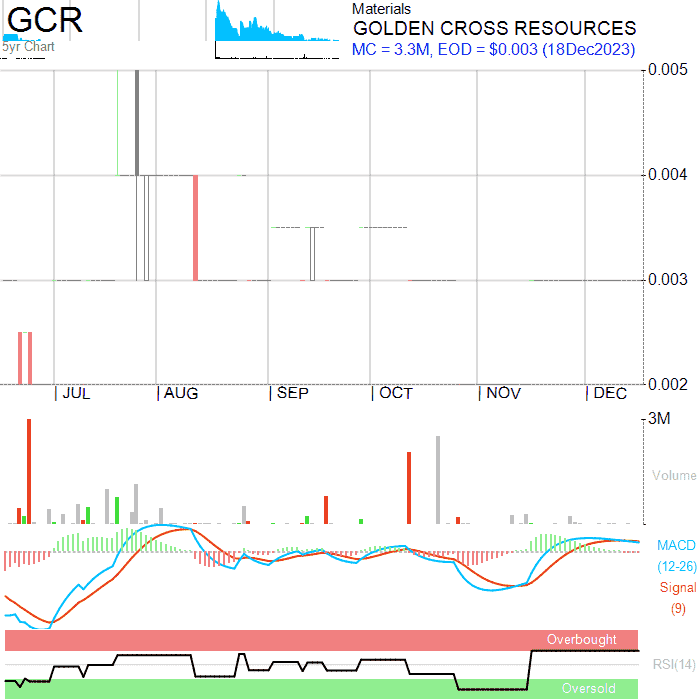 GCR
5yr Chart
Materials
GOLDEN CROSS RESOURCES
MC = 3.3M, EOD = $0.003 (18Dec2023)
0.005
0.004
0.003
0.002
JUL AUG SEP OCT NOV DEC
3M
Volume
MACD
(12-26)
Signal
(9)
Overbought
RSI(14)
Oversold